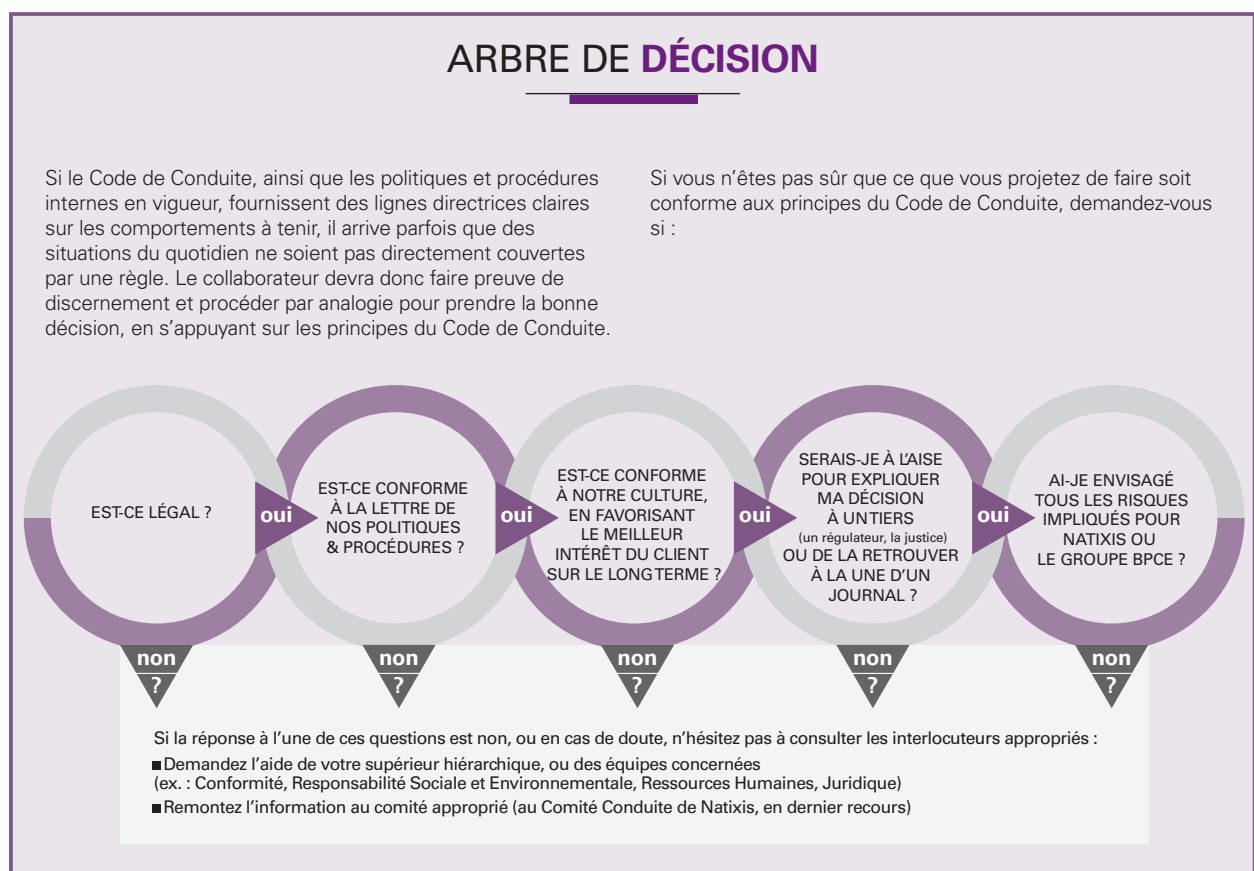 ARBRE DE DÉCISION
Si le Code de Conduite, ainsi que les politiques et procédures
internes en vigueur, fournissent des lignes directrices claires
sur les comportements à tenir, il arrive parfois que des
situations du quotidien ne soient pas directement couvertes
par une règle. Le collaborateur devra donc faire preuve de
discernement et procéder par analogie pour prendre la bonne
décision, en s’appuyant sur les principes du Code de Conduite.
Si vous n’êtes pas sûr que ce que vous projetez de faire soit
conforme aux principes du Code de Conduite, demandez-vous
si :
EST-CE LÉGAL ?
oui
EST-CE CONFORME
À LA LETTRE DE
NOS POLITIQUES
& PROCÉDURES ?
oui
EST-CE CONFORME
À NOTRE CULTURE,
EN FAVORISANT
LE MEILLEUR
INTÉRÊT DU CLIENT
SUR LE LONG TERME ?
oui
SERAIS-JE À L’AISE
POUR EXPLIQUER
MA DÉCISION
À UN TIERS
(un régulateur, la justice)
OU DE LA RETROUVER
À LA UNE D’UN
JOURNAL ?
oui
AI-JE ENVISAGÉ
TOUS LES RISQUES
IMPLIQUÉS POUR
NATIXIS OU
LE GROUPE BPCE ?
non
?
non
?
non
?
non
?
non
?
Si la réponse à l’une de ces questions est non, ou en cas de doute, n’hésitez pas à consulter les interlocuteurs appropriés :
■ Demandez l’aide de votre supérieur hiérarchique, ou des équipes concernées
(ex. : Conformité, Responsabilité Sociale et Environnementale, Ressources Humaines, Juridique)
■ Remontez l’information au comité approprié (au Comité Conduite de Natixis, en dernier recours)